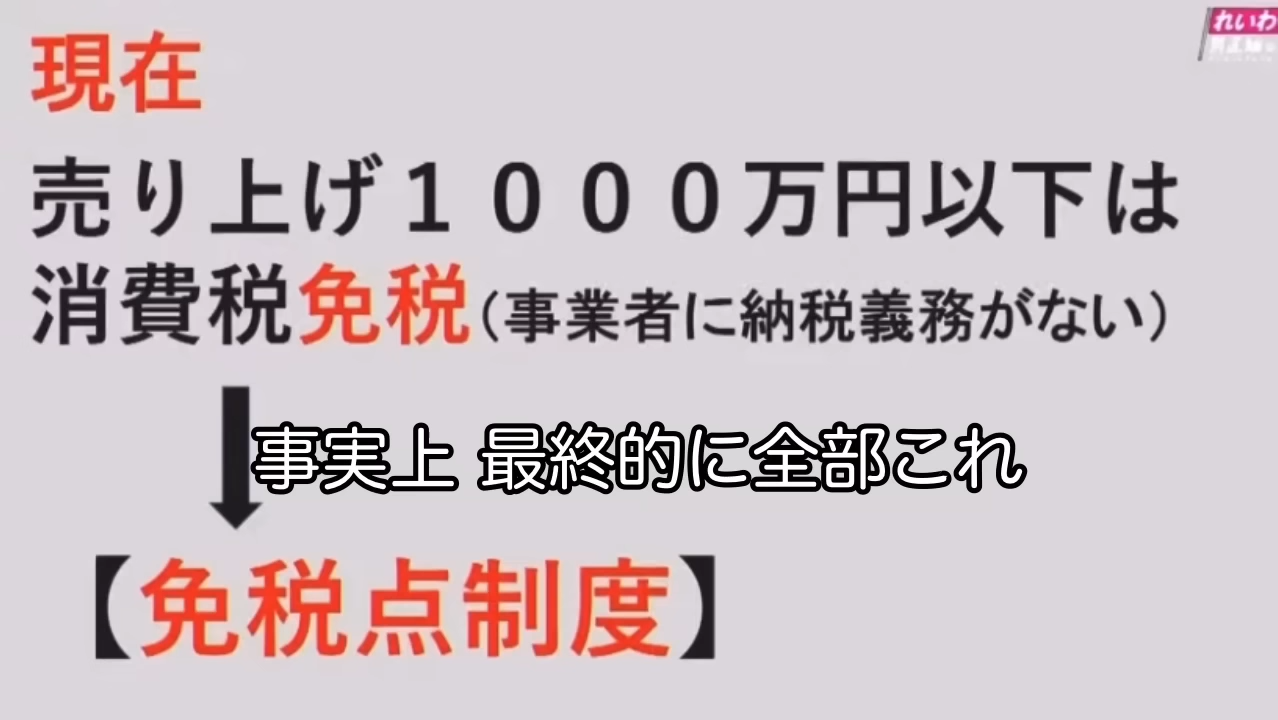 れいわ
現在
売り上げ１０００万円以下は
消費税免税（事業者に納税義務がない）
事実上 最終的に全部これ
【免税点制度】